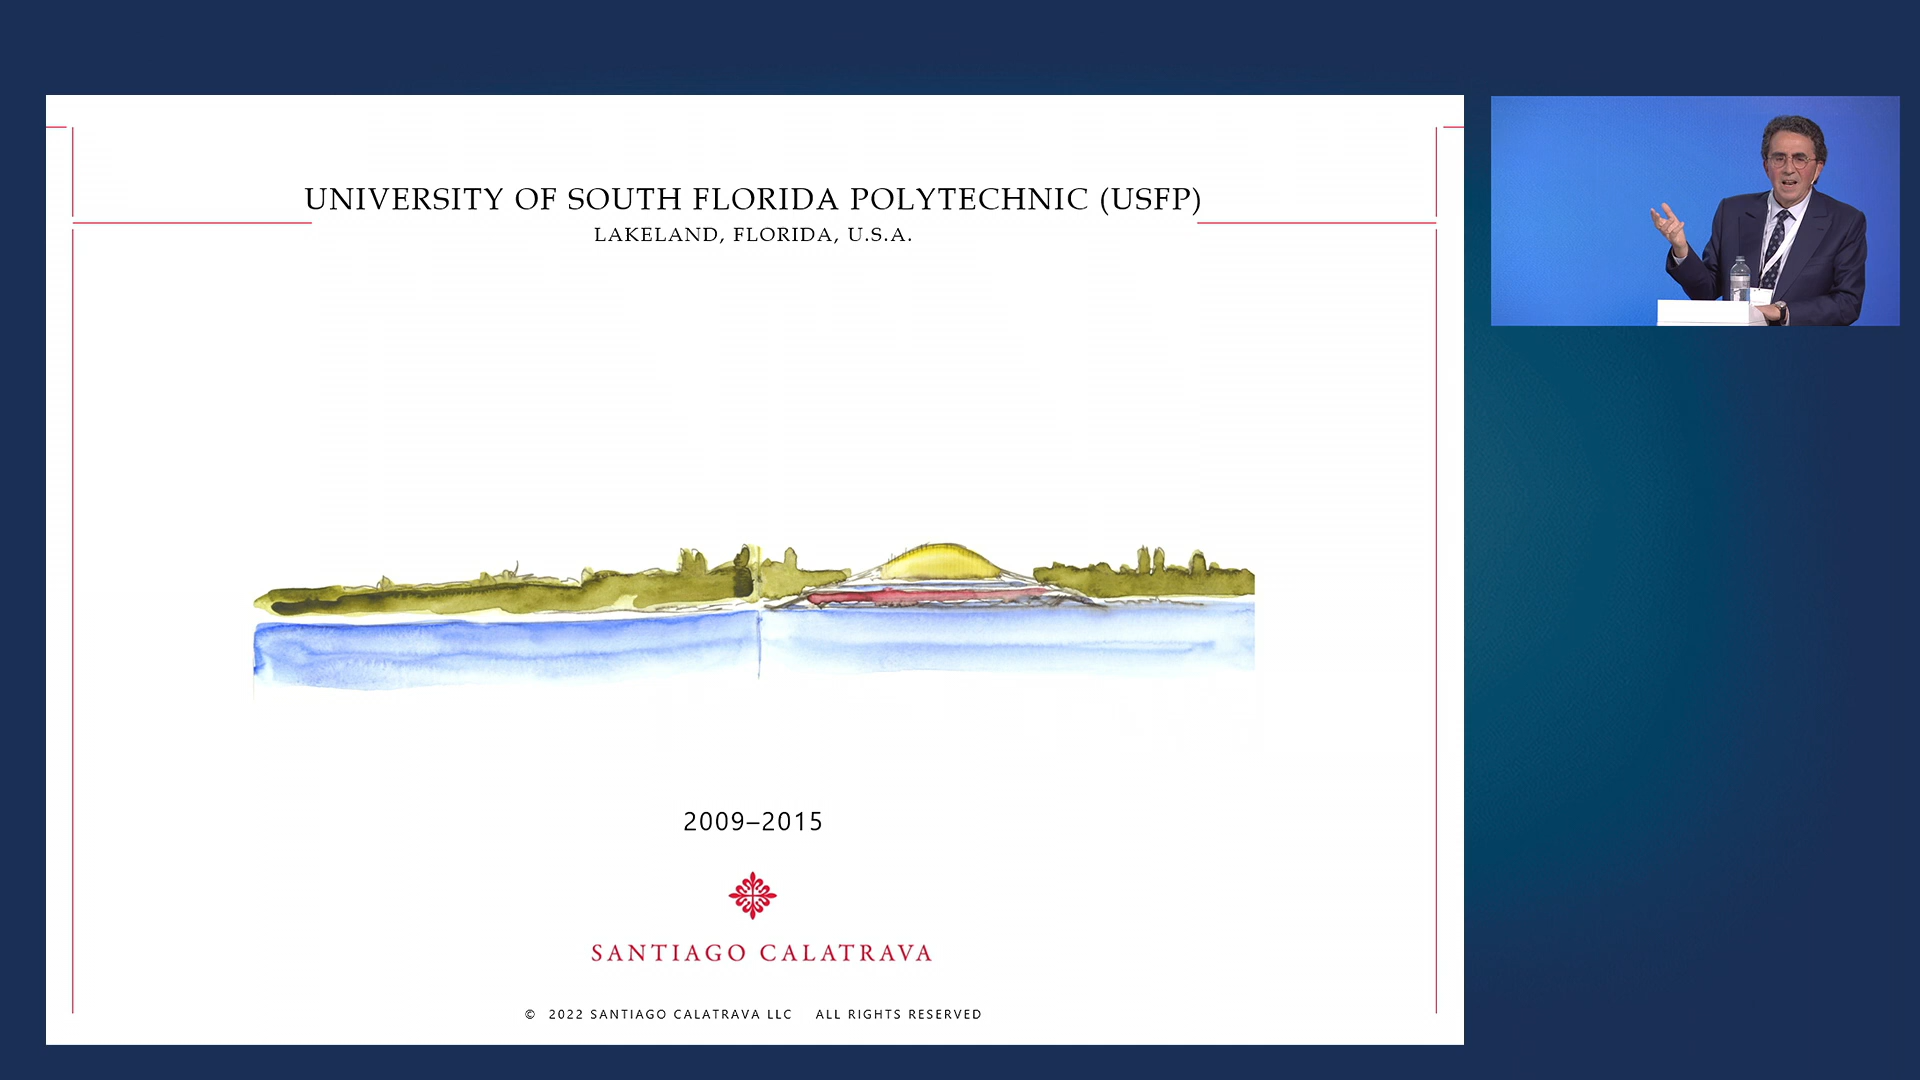 UNIVERSITY OF SOUTH FLORIDA POLYTECHNIC (USFP)
LAKELAND, FLORIDA, U.S.A.
2009–2015
SANTIAGO CALATRAVA
© 2022 SANTIAGO CALATRAVA LLC ALL RIGHTS RESERVED